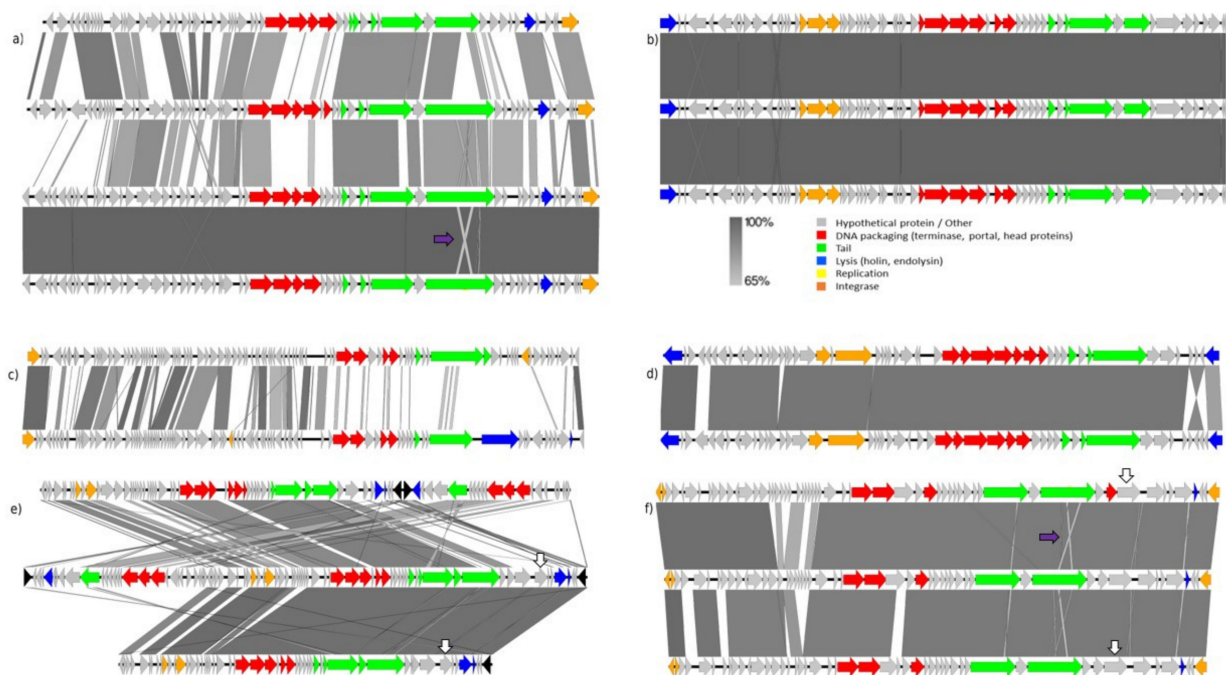 a)
b)
100%
65%
Hypothetical protein / Other
DNA packaging (terminase, portal, head proteins)
Tail
Lysis (holin, endolysin)
Replication
Integrase
c)
d)
e)
f)